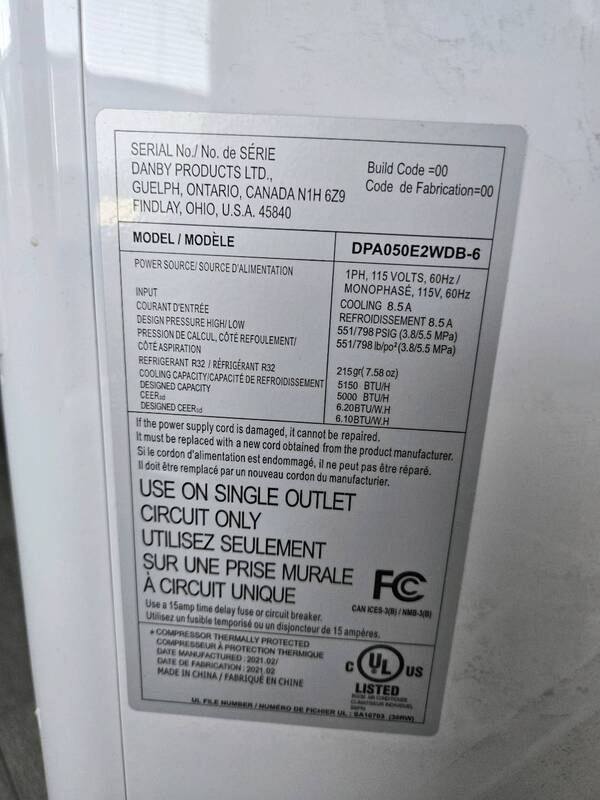 SERIAL No./ No. de SÉRIE
DANBY PRODUCTS LTD.,
GUELPH, ONTARIO, CANADA N1H 6Z9
FINDLAY, OHIO, U.S.A. 45840
Build Code =00
Code de Fabrication=00
MODEL / MODÈLE
DPA050E2WDB-6
POWER SOURCE/ SOURCE D'ALIMENTATION
1PH, 115 VOLTS, 60Hz /
MONOPHASÉ, 115V, 60Hz
INPUT
COOLING 8.5 A
COURANT D'ENTRÉE
REFROIDISSEMENT 8.5 A
DESIGN PRESSURE HIGH/ LOW
551/798 PSIG (3.8/5.5 MPa)
PRESSION DE CALCUL, CÔTÉ REFOULEMENT/
CÔTÉ ASPIRATION
551/798 lb/po²(3.8/5.5 MPa)
REFRIGERANT R32 / RÉFRIGÉRANT R32
215gr( 7.58 oz)
COOLING CAPACITY/CAPACITÉ DE REFROIDISSEMENT
5150 BTU/H
DESIGNED CAPACITY
5000 BTU/H
CEERsd
6.20BTU/W.H
DESIGNED CEERsd
6.10BTU/W.H
If the power supply cord is damaged, it cannot be repaired.
It must be replaced with a new cord obtained from the product manufacturer.
Si le cordon d'alimentation est endommagé, il ne peut pas être réparé.
Il doit être remplacé par un nouveau cordon du manufacturier.
USE ON SINGLE OUTLET
CIRCUIT ONLY
UTILISEZ SEULEMENT
SUR UNE PRISE MURALE
À CIRCUIT UNIQUE
FC
CAN ICES-3(B) / NMB-3(B)
Use a 15amp time delay fuse or circuit breaker.
Utilisez un fusible temporisé ou un disjoncteur de 15 ampères.
* COMPRESSOR THERMALLY PROTECTED
COMPRESSEUR À PROTECTION THERMIQUE
DATE MANUFACTURED : 2021.02/
DATE DE FABRICATION : 2021.02
MADE IN CHINA / FABRIQUÉ EN CHINE
C UL US
LISTED
ROOM AIR CONDITIONER
CLIMATISEUR INDIVIDUEL
UL FILE NUMBER / NUMÉRO DE FICHIER UL : SA10703